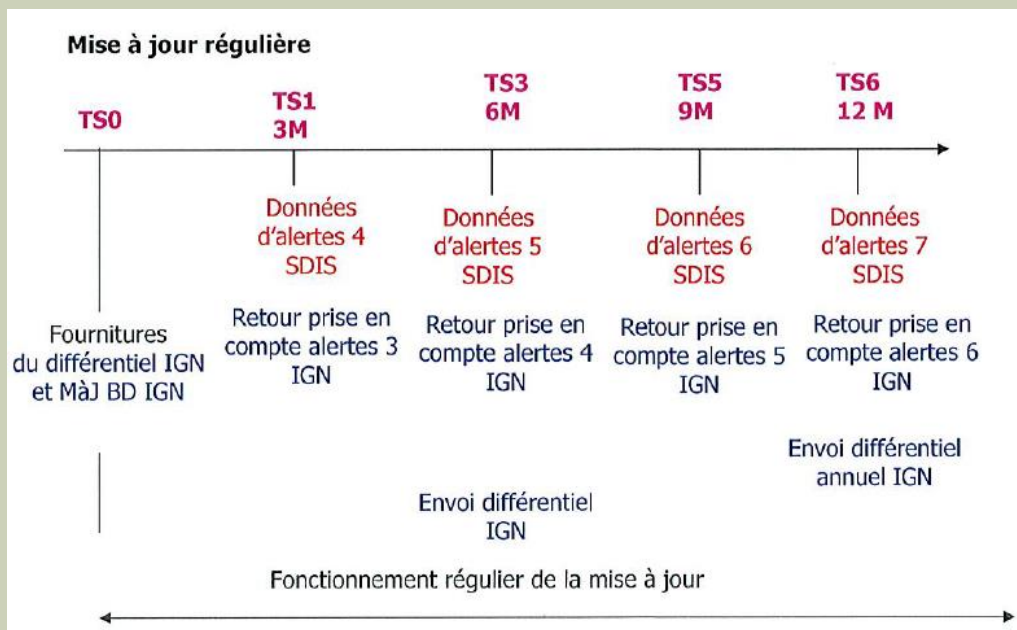 Mise à jour régulière
TS0
TS1
3M
TS3
6M
TS5
9M
TS6
12 M
Données
d'alertes 4
SDIS
Données
d'alertes 5
SDIS
Données
d'alertes 6
SDIS
Données
d'alertes 7
SDIS
Fournitures
du différentiel IGN
et MàJ BD IGN
Retour prise en
compte alertes 3
IGN
Retour prise en
compte alertes 4
IGN
Retour prise en
compte alertes 5
IGN
Retour prise en
compte alertes 6
IGN
Envoi différentiel
IGN
Envoi différentiel
annuel IGN
Fonctionnement régulier de la mise à jour